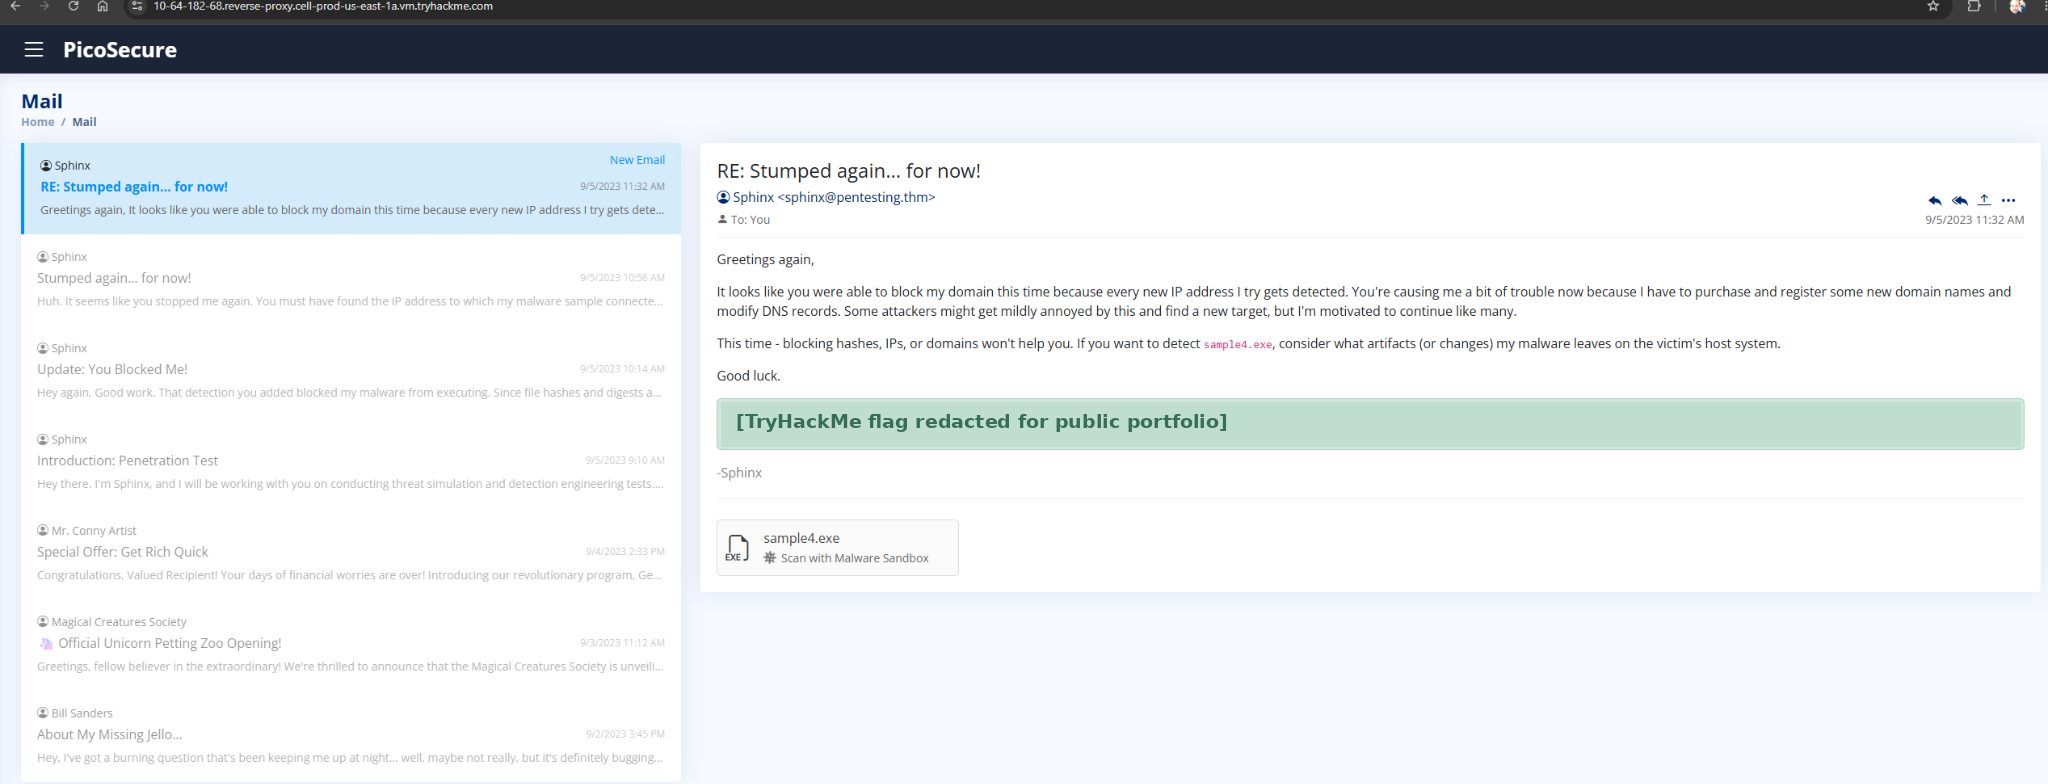 10-64-182-68.reverse-proxy.cell-prod-us-east-1a.vm.tryhackme.com
PicoSecure
Mail
Home / Mail
Sphinx
New Email
RE: Stumped again... for now!
9/5/2023 11:32 AM
Greetings again, It looks like you were able to block my domain this time because every new IP address I try gets dete...
Sphinx
Stumped again... for now!
9/5/2023 10:58 AM
Huh. It seems like you stopped me again. You must have found the IP address to which my malware sample connecte...
Sphinx
Update: You Blocked Me!
9/5/2023 10:14 AM
Hey again, Good work. That detection you added blocked my malware from executing. Since file hashes and digests a...
Sphinx
Introduction: Penetration Test
9/5/2023 9:10 AM
Hey there. I'm Sphinx, and I will be working with you on conducting threat simulation and detection engineering tests....
Mr. Conny Artist
Special Offer: Get Rich Quick
9/4/2023 2:33 PM
Congratulations, Valued Recipient! Your days of financial worries are over! Introducing our revolutionary program, Ge...
Magical Creatures Society
Official Unicorn Petting Zoo Opening!
9/3/2023 11:12 AM
Greetings, fellow believer in the extraordinary! We're thrilled to announce that the Magical Creatures Society is unveili...
Bill Sanders
About My Missing Jello...
9/2/2023 3:45 PM
Hey, I've got a burning question that's been keeping me up at night... well, maybe not really, but it's definitely bugging...
RE: Stumped again... for now!
Sphinx <sphinx@pentesting.thm>
To: You
9/5/2023 11:32 AM
Greetings again,
It looks like you were able to block my domain this time because every new IP address I try gets detected. You're causing me a bit of trouble now because I have to purchase and register some new domain names and
modify DNS records. Some attackers might get mildly annoyed by this and find a new target, but I'm motivated to continue like many.
This time - blocking hashes, IPs, or domains won't help you. If you want to detect sample4.exe, consider what artifacts (or changes) my malware leaves on the victim's host system.
Good luck.
[TryHackMe flag redacted for public portfolio]
-Sphinx
EXE
sample4.exe
Scan with Malware Sandbox